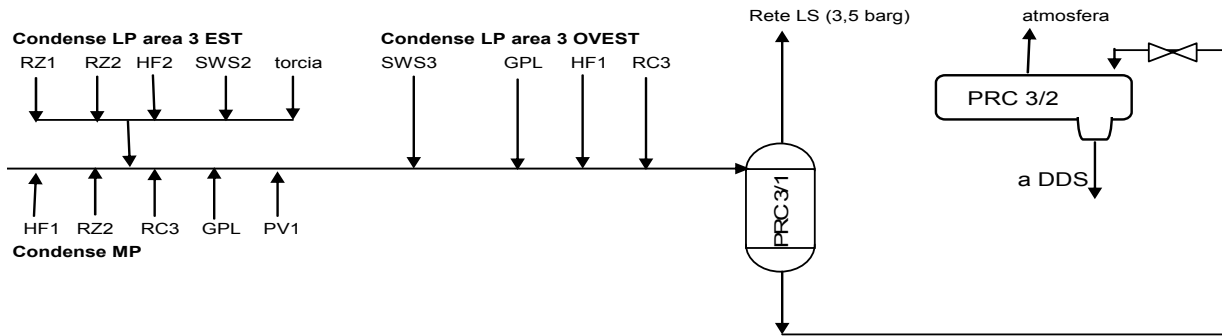 Rete LS (3,5 barg)
atmosfera
Condense LP area 3 EST
Condense LP area 3 OVEST
RZ1 RZ2 HF2 SWS2 torcia
SWS3 GPL HF1 RC3
PRC 3/2
PRC 3/1
a DDS
HF1 RZ2 RC3 GPL PV1
Condense MP